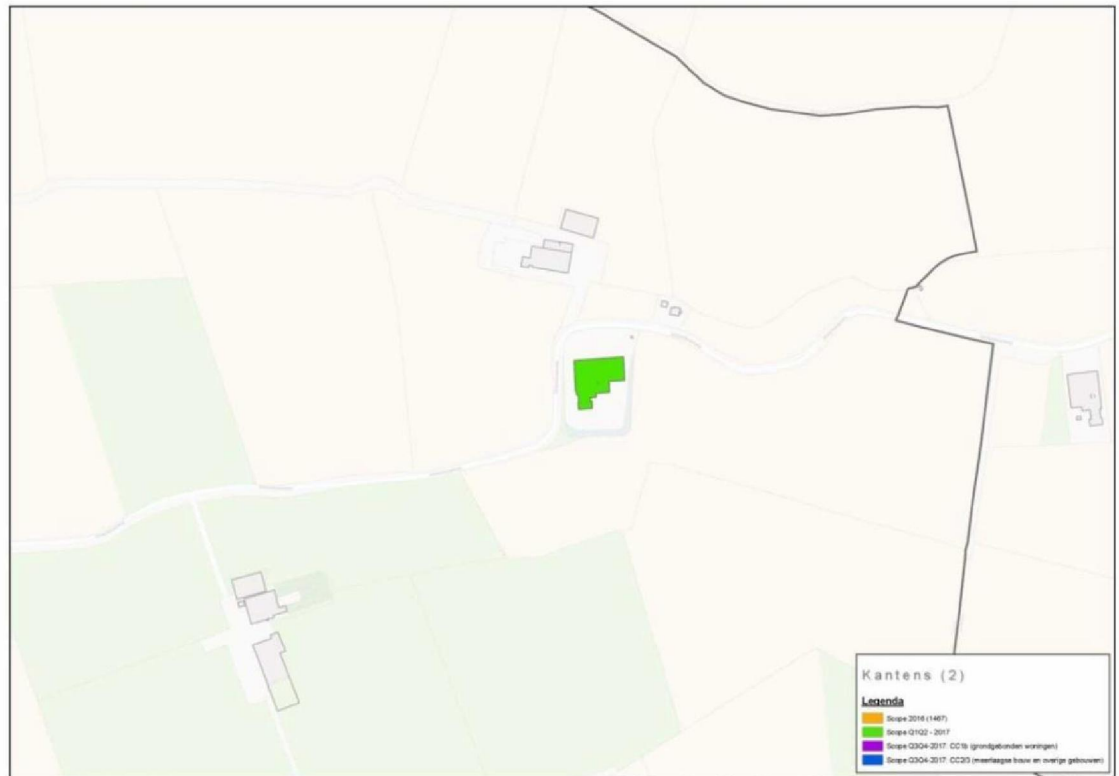 Kantens (2)
Legenda
Scope 2016 (1467)
Scope Q1Q2 - 2017
Scope Q3Q4-2017: CC1b (grondgebonden woningen)
Scope Q3Q4-2017: CC2/3 (meerlaagse bouw en overige gebouwen)